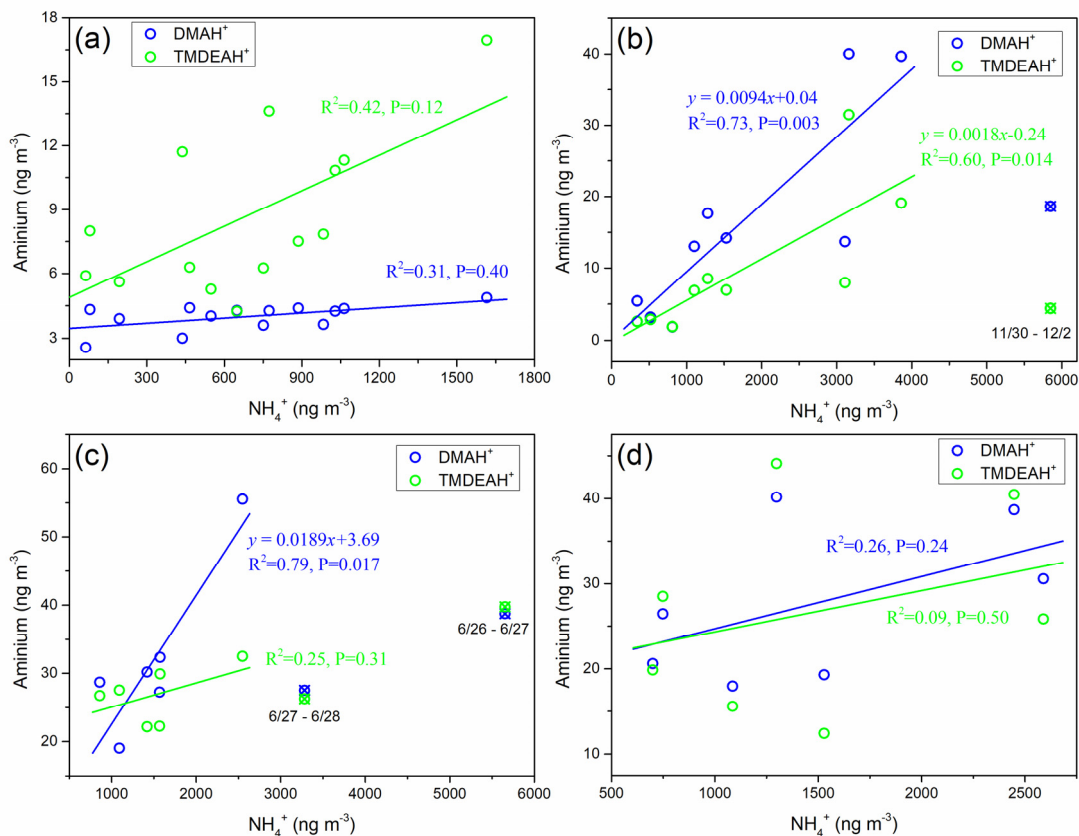 (a)
DMAH⁺
TMDEAH⁺
R²=0.42, P=0.12
R²=0.31, P=0.40
18
15
12
9
6
3
0 300 600 900 1200 1500 1800
Aminium (ng m⁻³)
NH₄⁺ (ng m⁻³)
(b)
DMAH⁺
TMDEAH⁺
y = 0.0094x+0.04
R²=0.73, P=0.003
y = 0.0018x-0.24
R²=0.60, P=0.014
11/30 - 12/2
40
30
20
10
0
0 1000 2000 3000 4000 5000 6000
Aminium (ng m⁻³)
NH₄⁺ (ng m⁻³)
(c)
DMAH⁺
TMDEAH⁺
y = 0.0189x+3.69
R²=0.79, P=0.017
R²=0.25, P=0.31
6/26 - 6/27
6/27 - 6/28
60
50
40
30
20
1000 2000 3000 4000 5000 6000
Aminium (ng m⁻³)
NH₄⁺ (ng m⁻³)
(d)
DMAH⁺
TMDEAH⁺
R²=0.26, P=0.24
R²=0.09, P=0.50
40
30
20
10
500 1000 1500 2000 2500
Aminium (ng m⁻³)
NH₄⁺ (ng m⁻³)